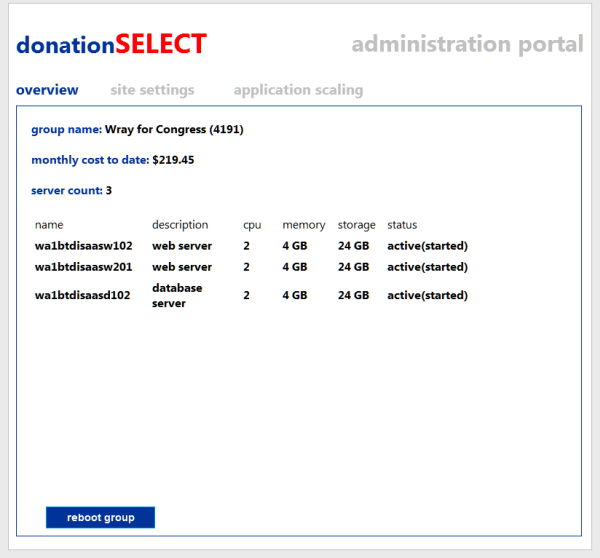 donationSELECT administration portal
overview site settings application scaling
group name: Wray for Congress (4191)
monthly cost to date: $219.45
server count: 3
name description cpu memory storage status
wa1btdisaasw102 web server 2 4 GB 24 GB active(started)
wa1btdisaasw201 web server 2 4 GB 24 GB active(started)
wa1btdisaasd102 database server 2 4 GB 24 GB active(started)
reboot group